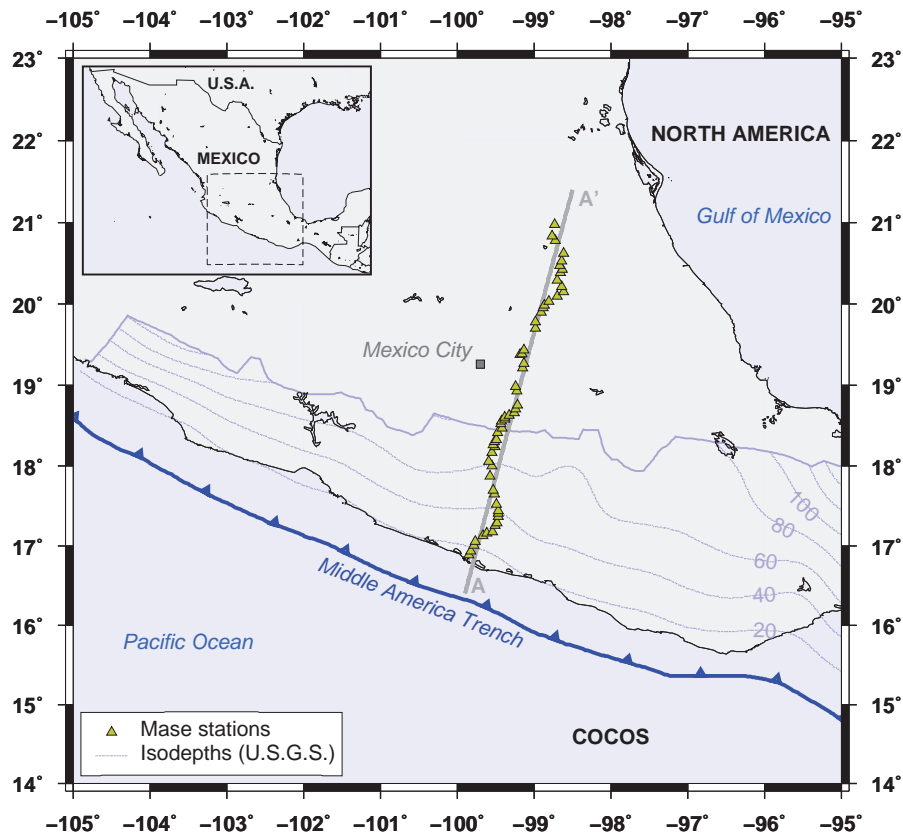 −105˚ −104˚ −103˚ −102˚ −101˚ −100˚ −99˚ −98˚ −97˚ −96˚ −95˚
23˚ 23˚
U.S.A.
22˚ 22˚
NORTH AMERICA
MEXICO
21˚ 21˚
A'
Gulf of Mexico
20˚ 20˚
Mexico City
19˚ 19˚
18˚ 18˚
100
80
17˚ 17˚
60
A
40
Middle America Trench
16˚ 16˚
20
Pacific Ocean
15˚ 15˚
Mase stations
COCOS
Isodepths (U.S.G.S.)
14˚ 14˚
−105˚ −104˚ −103˚ −102˚ −101˚ −100˚ −99˚ −98˚ −97˚ −96˚ −95˚